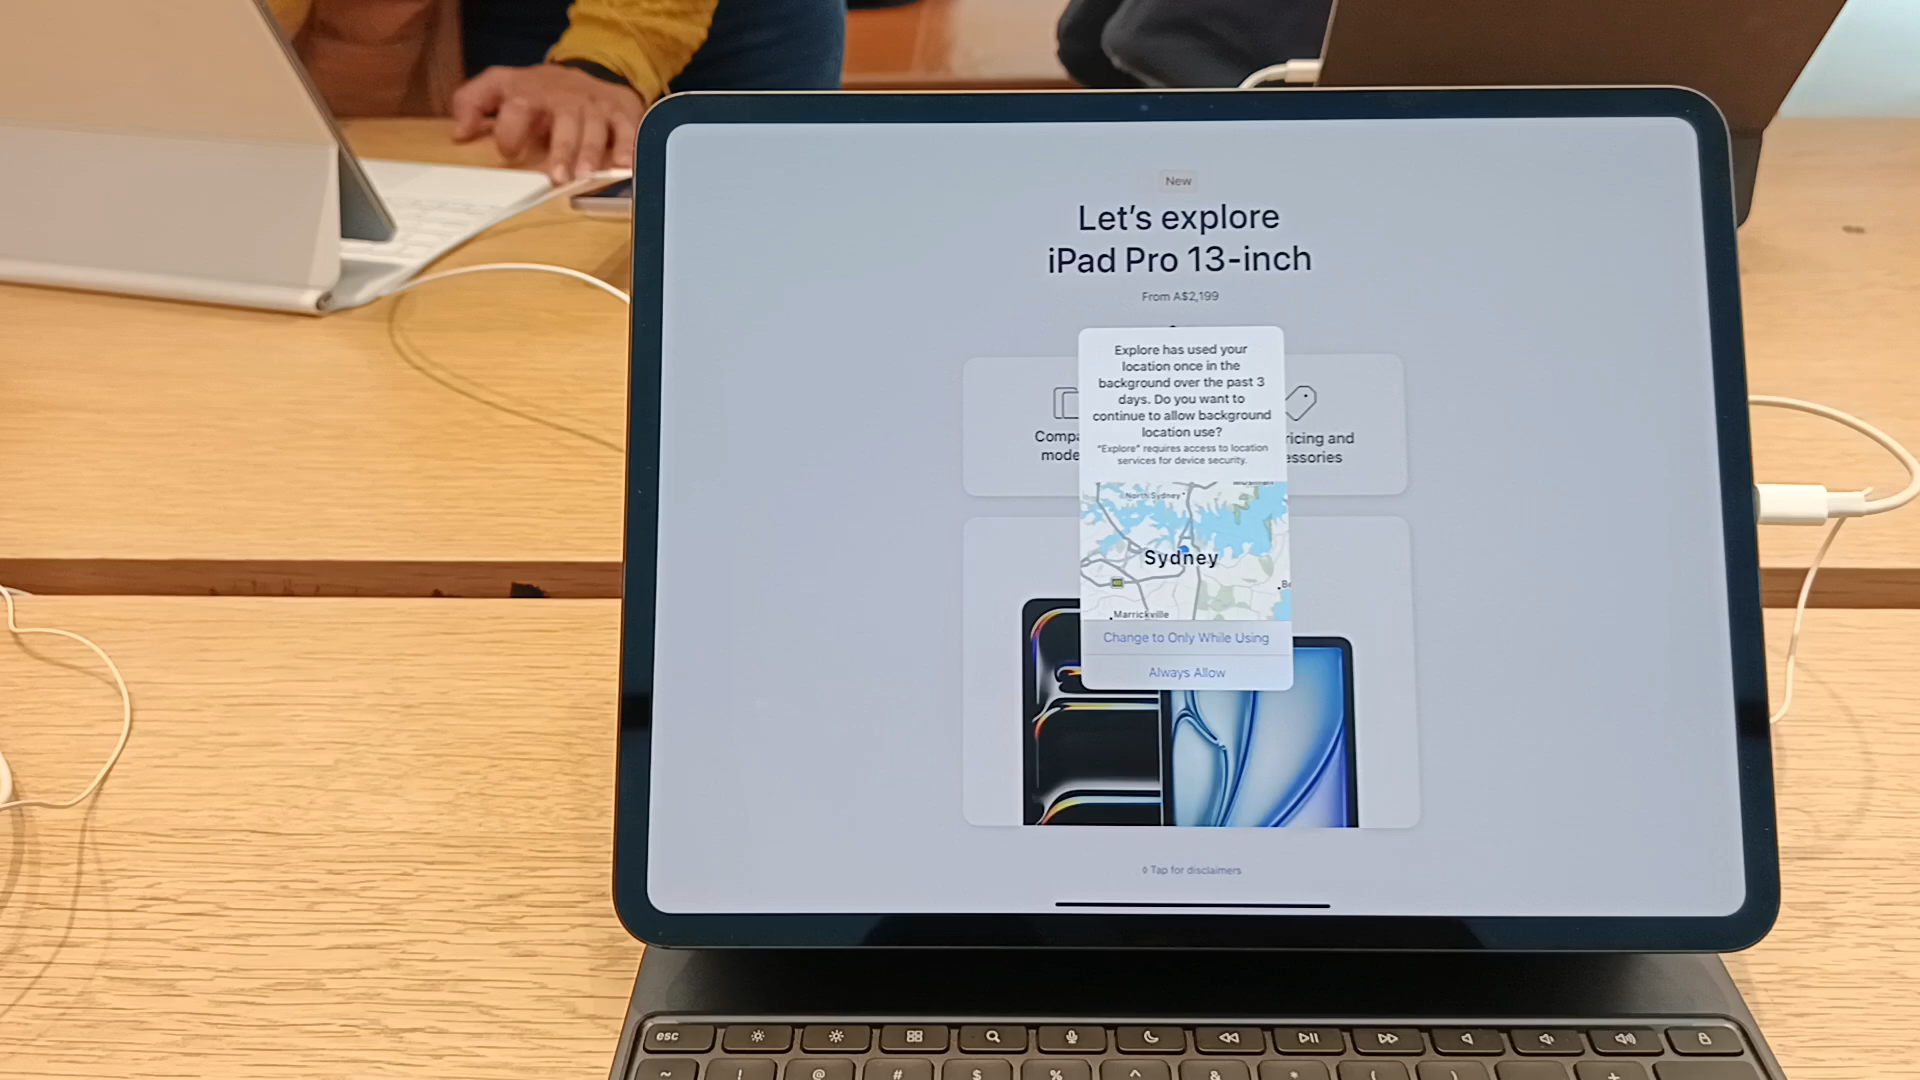 New
Let's explore
iPad Pro 13-inch
From A$2,199
Explore has used your
location once in the
background over the past 3
days. Do you want to
continue to allow background
location use?
"Explore" requires access to location
services for device security.
Compa
mode
ricing and
essories
North Sydney
Sydney
Marrickville
Be
Change to Only While Using
Always Allow
◊ Tap for disclaimers
esc
~ ! @ # $ % ^ & * ( ) _ +